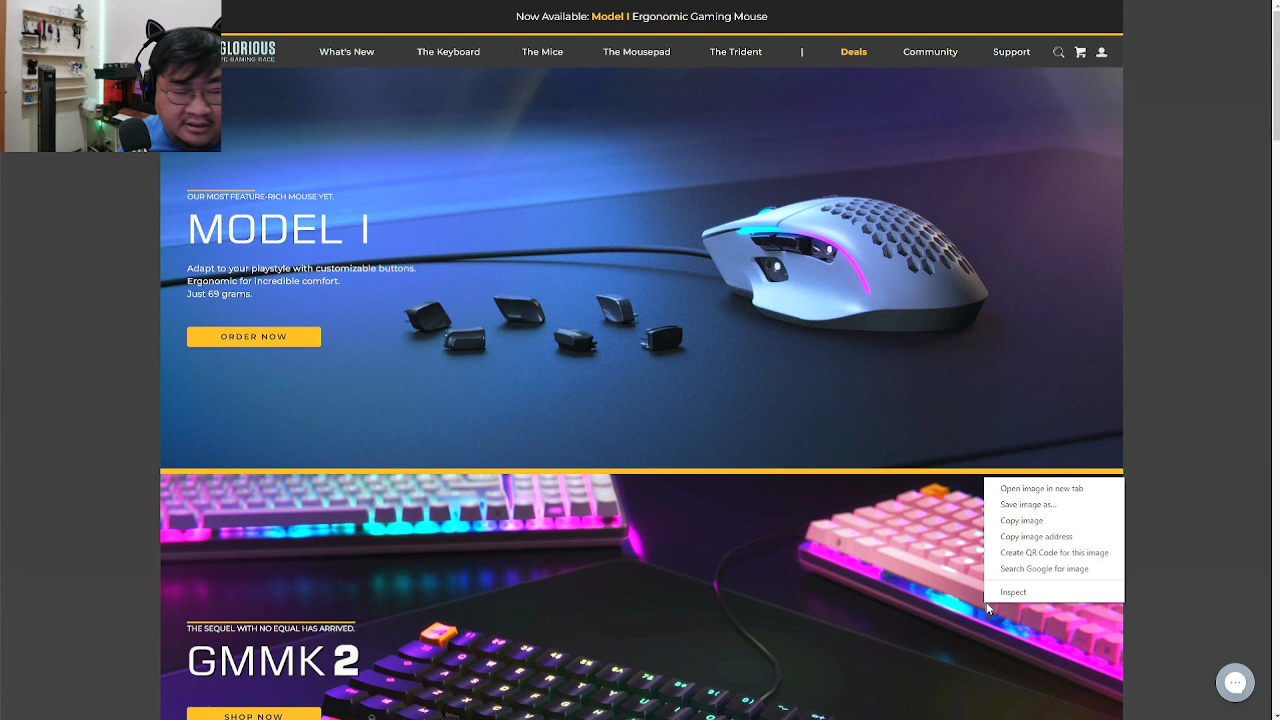 Now Available: Model I Ergonomic Gaming Mouse
GLORIOUS
PC GAMING RACE
What's New
The Keyboard
The Mice
The Mousepad
The Trident
|
Deals
Community
Support
OUR MOST FEATURE-RICH MOUSE YET.
MODEL I
Adapt to your playstyle with customizable buttons.
Ergonomic for incredible comfort.
Just 69 grams.
ORDER NOW
Open image in new tab
Save image as...
Copy image
Copy image address
Create QR Code for this image
Search Google for image
Inspect
THE SEQUEL WITH NO EQUAL HAS ARRIVED.
GMMK 2
SHOP NOW